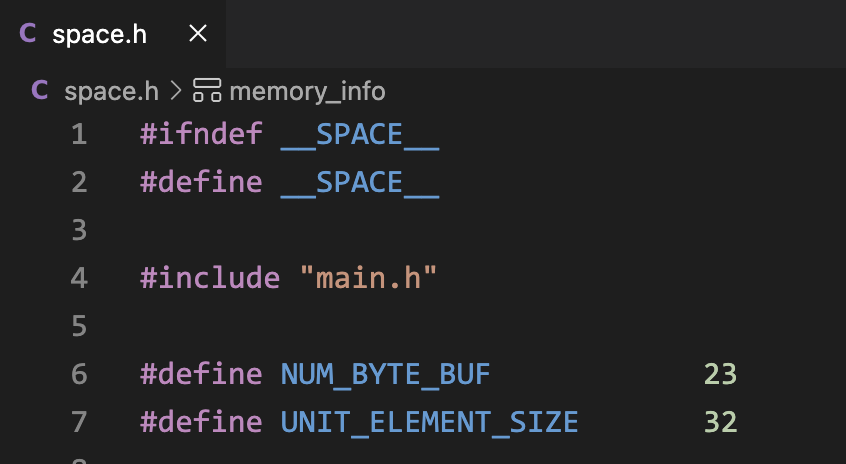 C space.h ×
C space.h > memory_info
1 #ifndef __SPACE__
2 #define __SPACE__
3
4 #include "main.h"
5
6 #define NUM_BYTE_BUF 23
7 #define UNIT_ELEMENT_SIZE 32